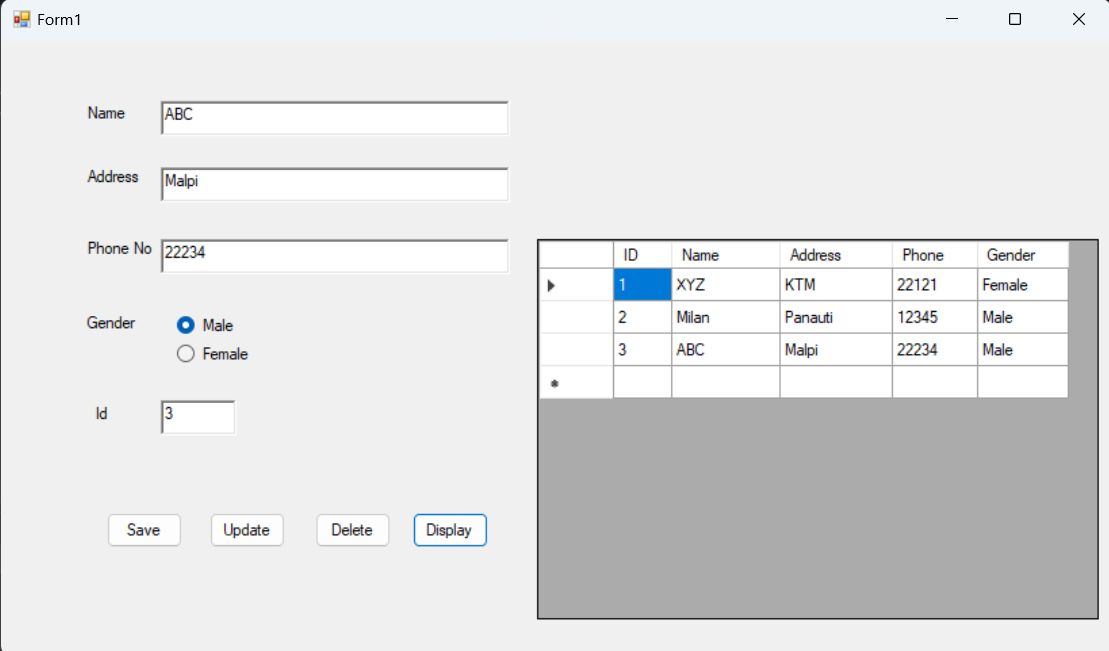 Form1
Name ABC
Address Malpi
Phone No 22234
Gender Male
Female
Id 3
Save Update Delete Display
ID Name Address Phone Gender
1 XYZ KTM 22121 Female
2 Milan Panauti 12345 Male
3 ABC Malpi 22234 Male